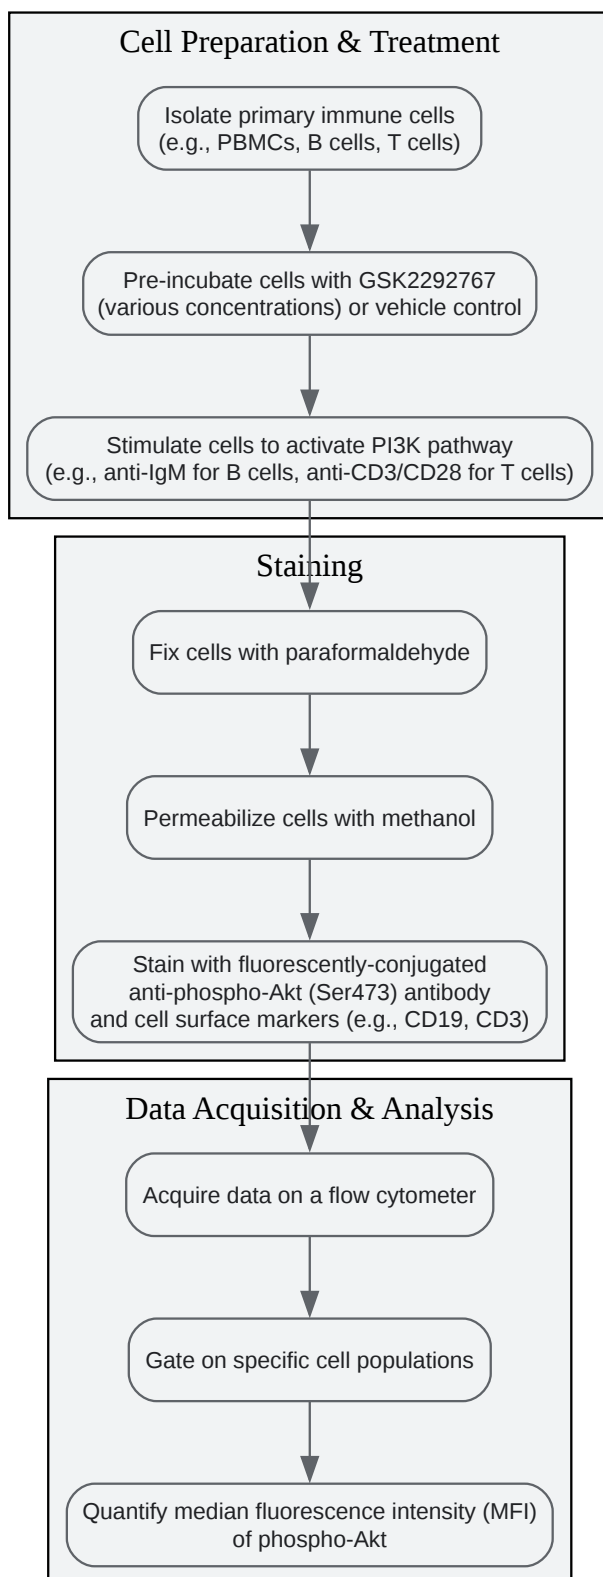 Cell Preparation & Treatment
Isolate primary immune cells
(e.g., PBMCs, B cells, T cells)
Pre-incubate cells with GSK2292767
(various concentrations) or vehicle control
Stimulate cells to activate PI3K pathway
(e.g., anti-IgM for B cells, anti-CD3/CD28 for T cells)
Staining
Fix cells with paraformaldehyde
Permeabilize cells with methanol
Stain with fluorescently-conjugated
anti-phospho-Akt (Ser473) antibody
and cell surface markers (e.g., CD19, CD3)
Data Acquisition & Analysis
Acquire data on a flow cytometer
Gate on specific cell populations
Quantify median fluorescence intensity (MFI)
of phospho-Akt